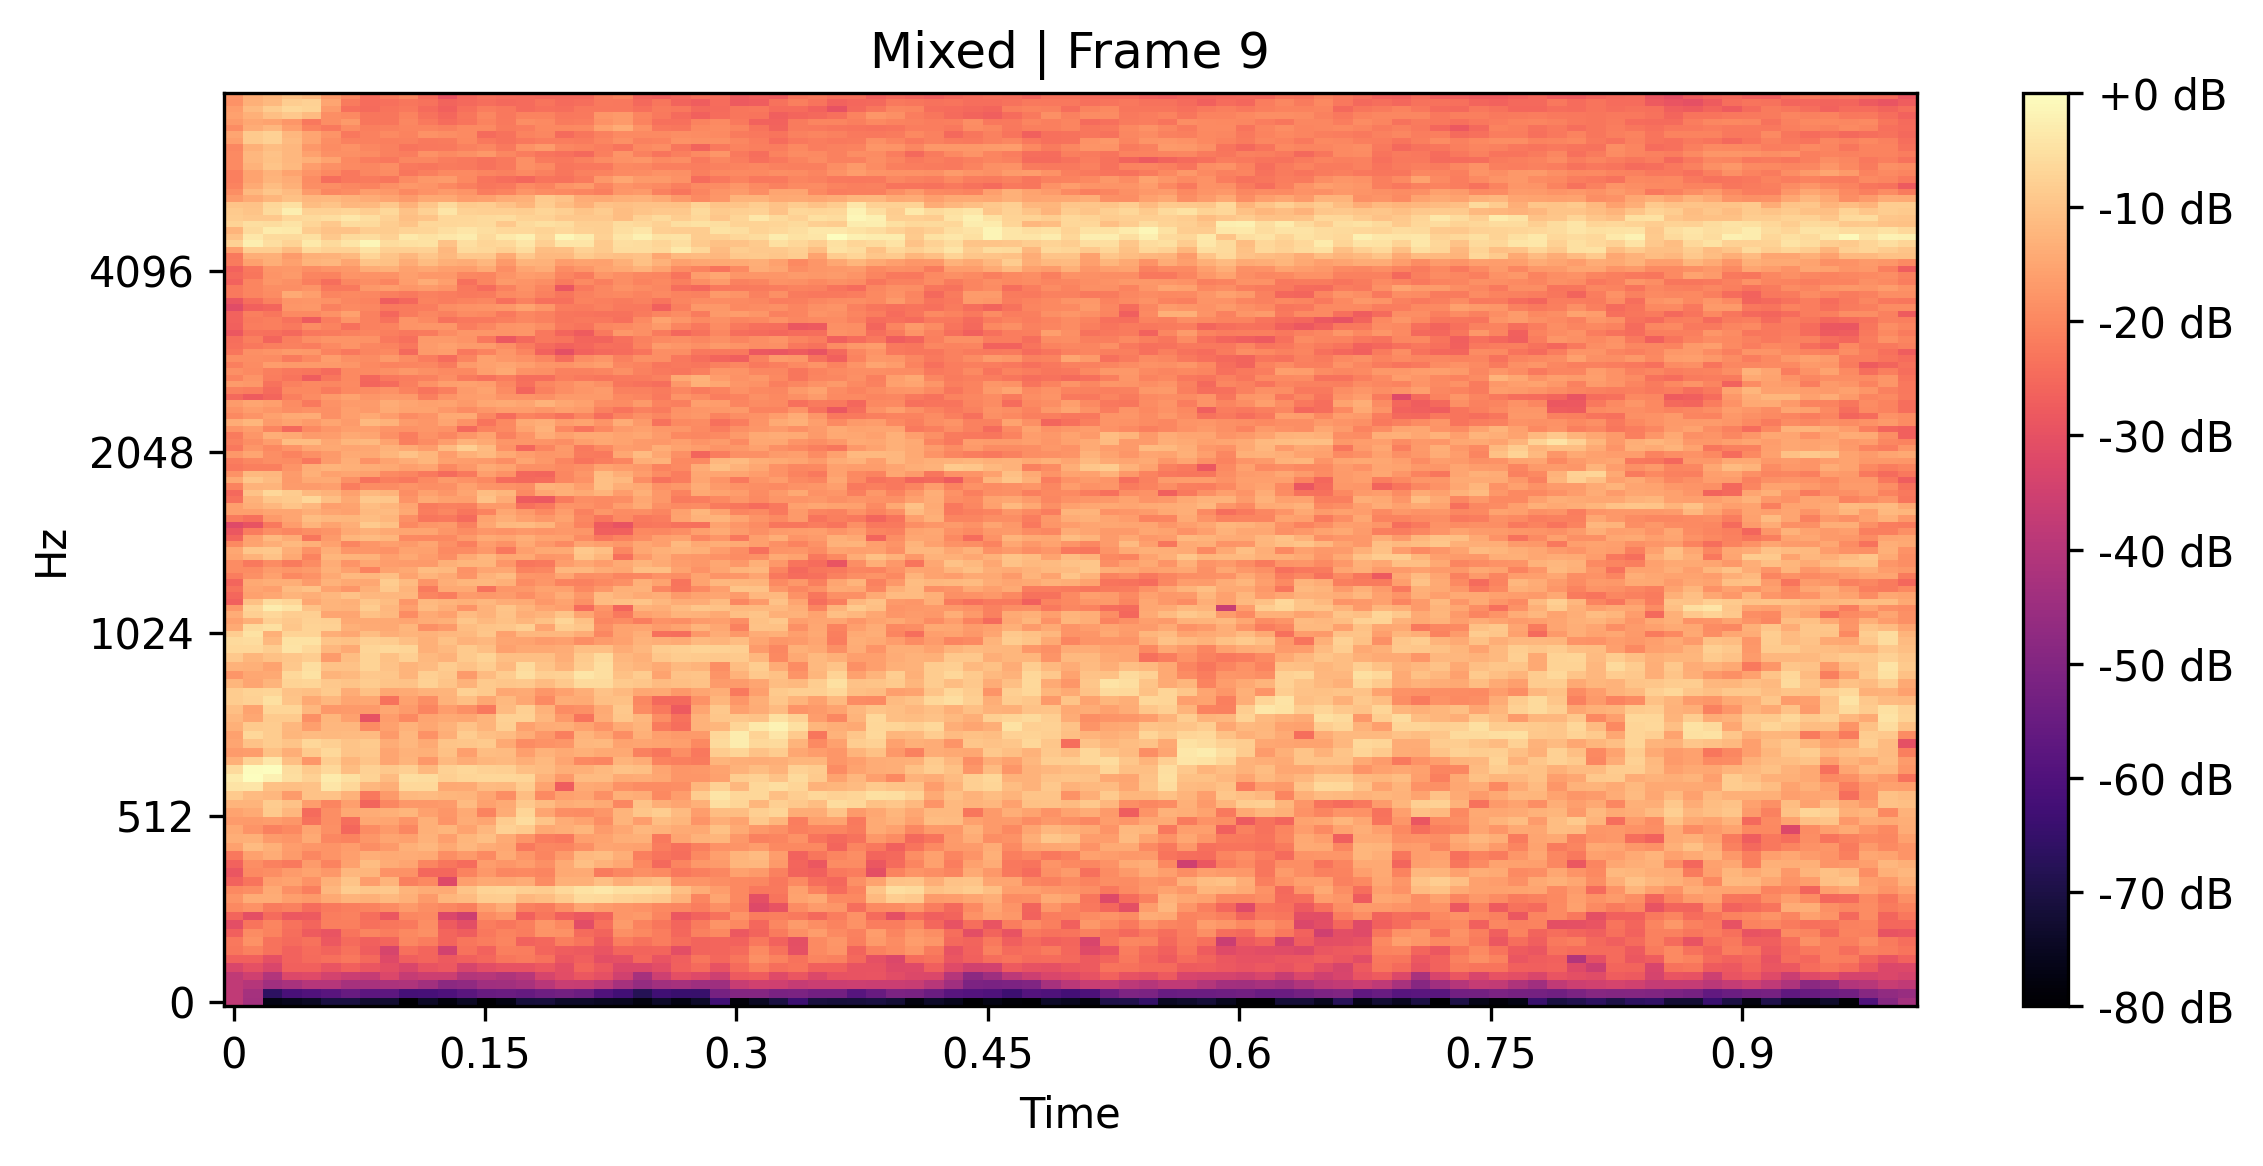 Mixed | Frame 9
+0 dB
-10 dB
-20 dB
-30 dB
-40 dB
-50 dB
-60 dB
-70 dB
-80 dB
4096
2048
1024
512
0
Hz
0
0.15
0.3
0.45
0.6
0.75
0.9
Time